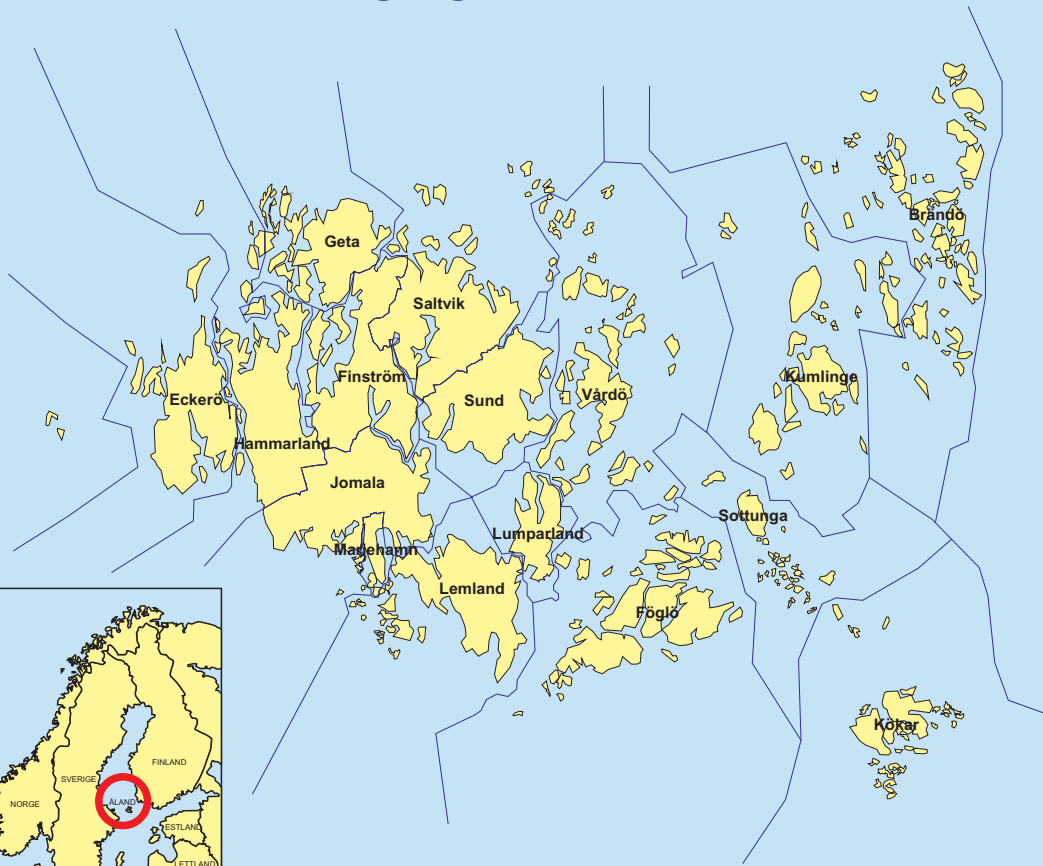 Brändö
Geta
Saltvik
Finström
Kumlinge
Eckerö
Sund
Vårdö
Hammarland
Jomala
Sottunga
Lumparland
Mariehamn
Lemland
Föglö
Kökar
FINLAND
SVERIGE
ÅLAND
NORGE
ESTLAND
LETTLAND